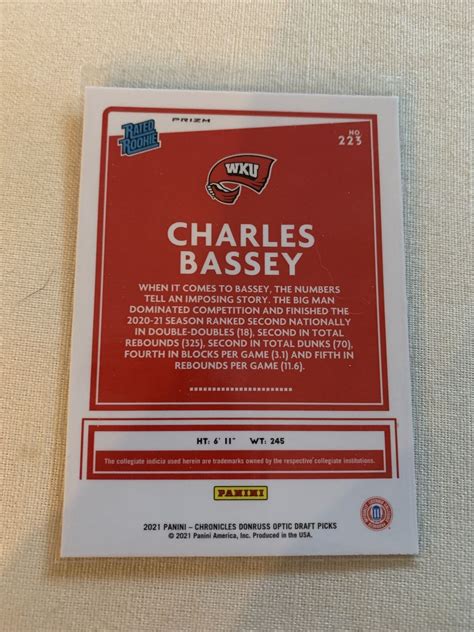 PRIZM
RATED
ROOKIE
NO
223
WKU
CHARLES
BASSEY
WHEN IT COMES TO BASSEY, THE NUMBERS
TELL AN IMPOSING STORY. THE BIG MAN
DOMINATED COMPETITION AND FINISHED THE
2020-21 SEASON RANKED SECOND NATIONALLY
IN DOUBLE-DOUBLES (18), SECOND IN TOTAL
REBOUNDS (325), SECOND IN TOTAL DUNKS (70),
FOURTH IN BLOCKS PER GAME (3.1) AND FIFTH IN
REBOUNDS PER GAME (11.6).
HT: 6' 11" WT: 245
The collegiate indicia used herein are trademarks owned by the respective collegiate institutions.
PANINI
2021 PANINI – CHRONICLES DONRUSS OPTIC DRAFT PICKS
© 2021 Panini America, Inc. Produced in the USA.